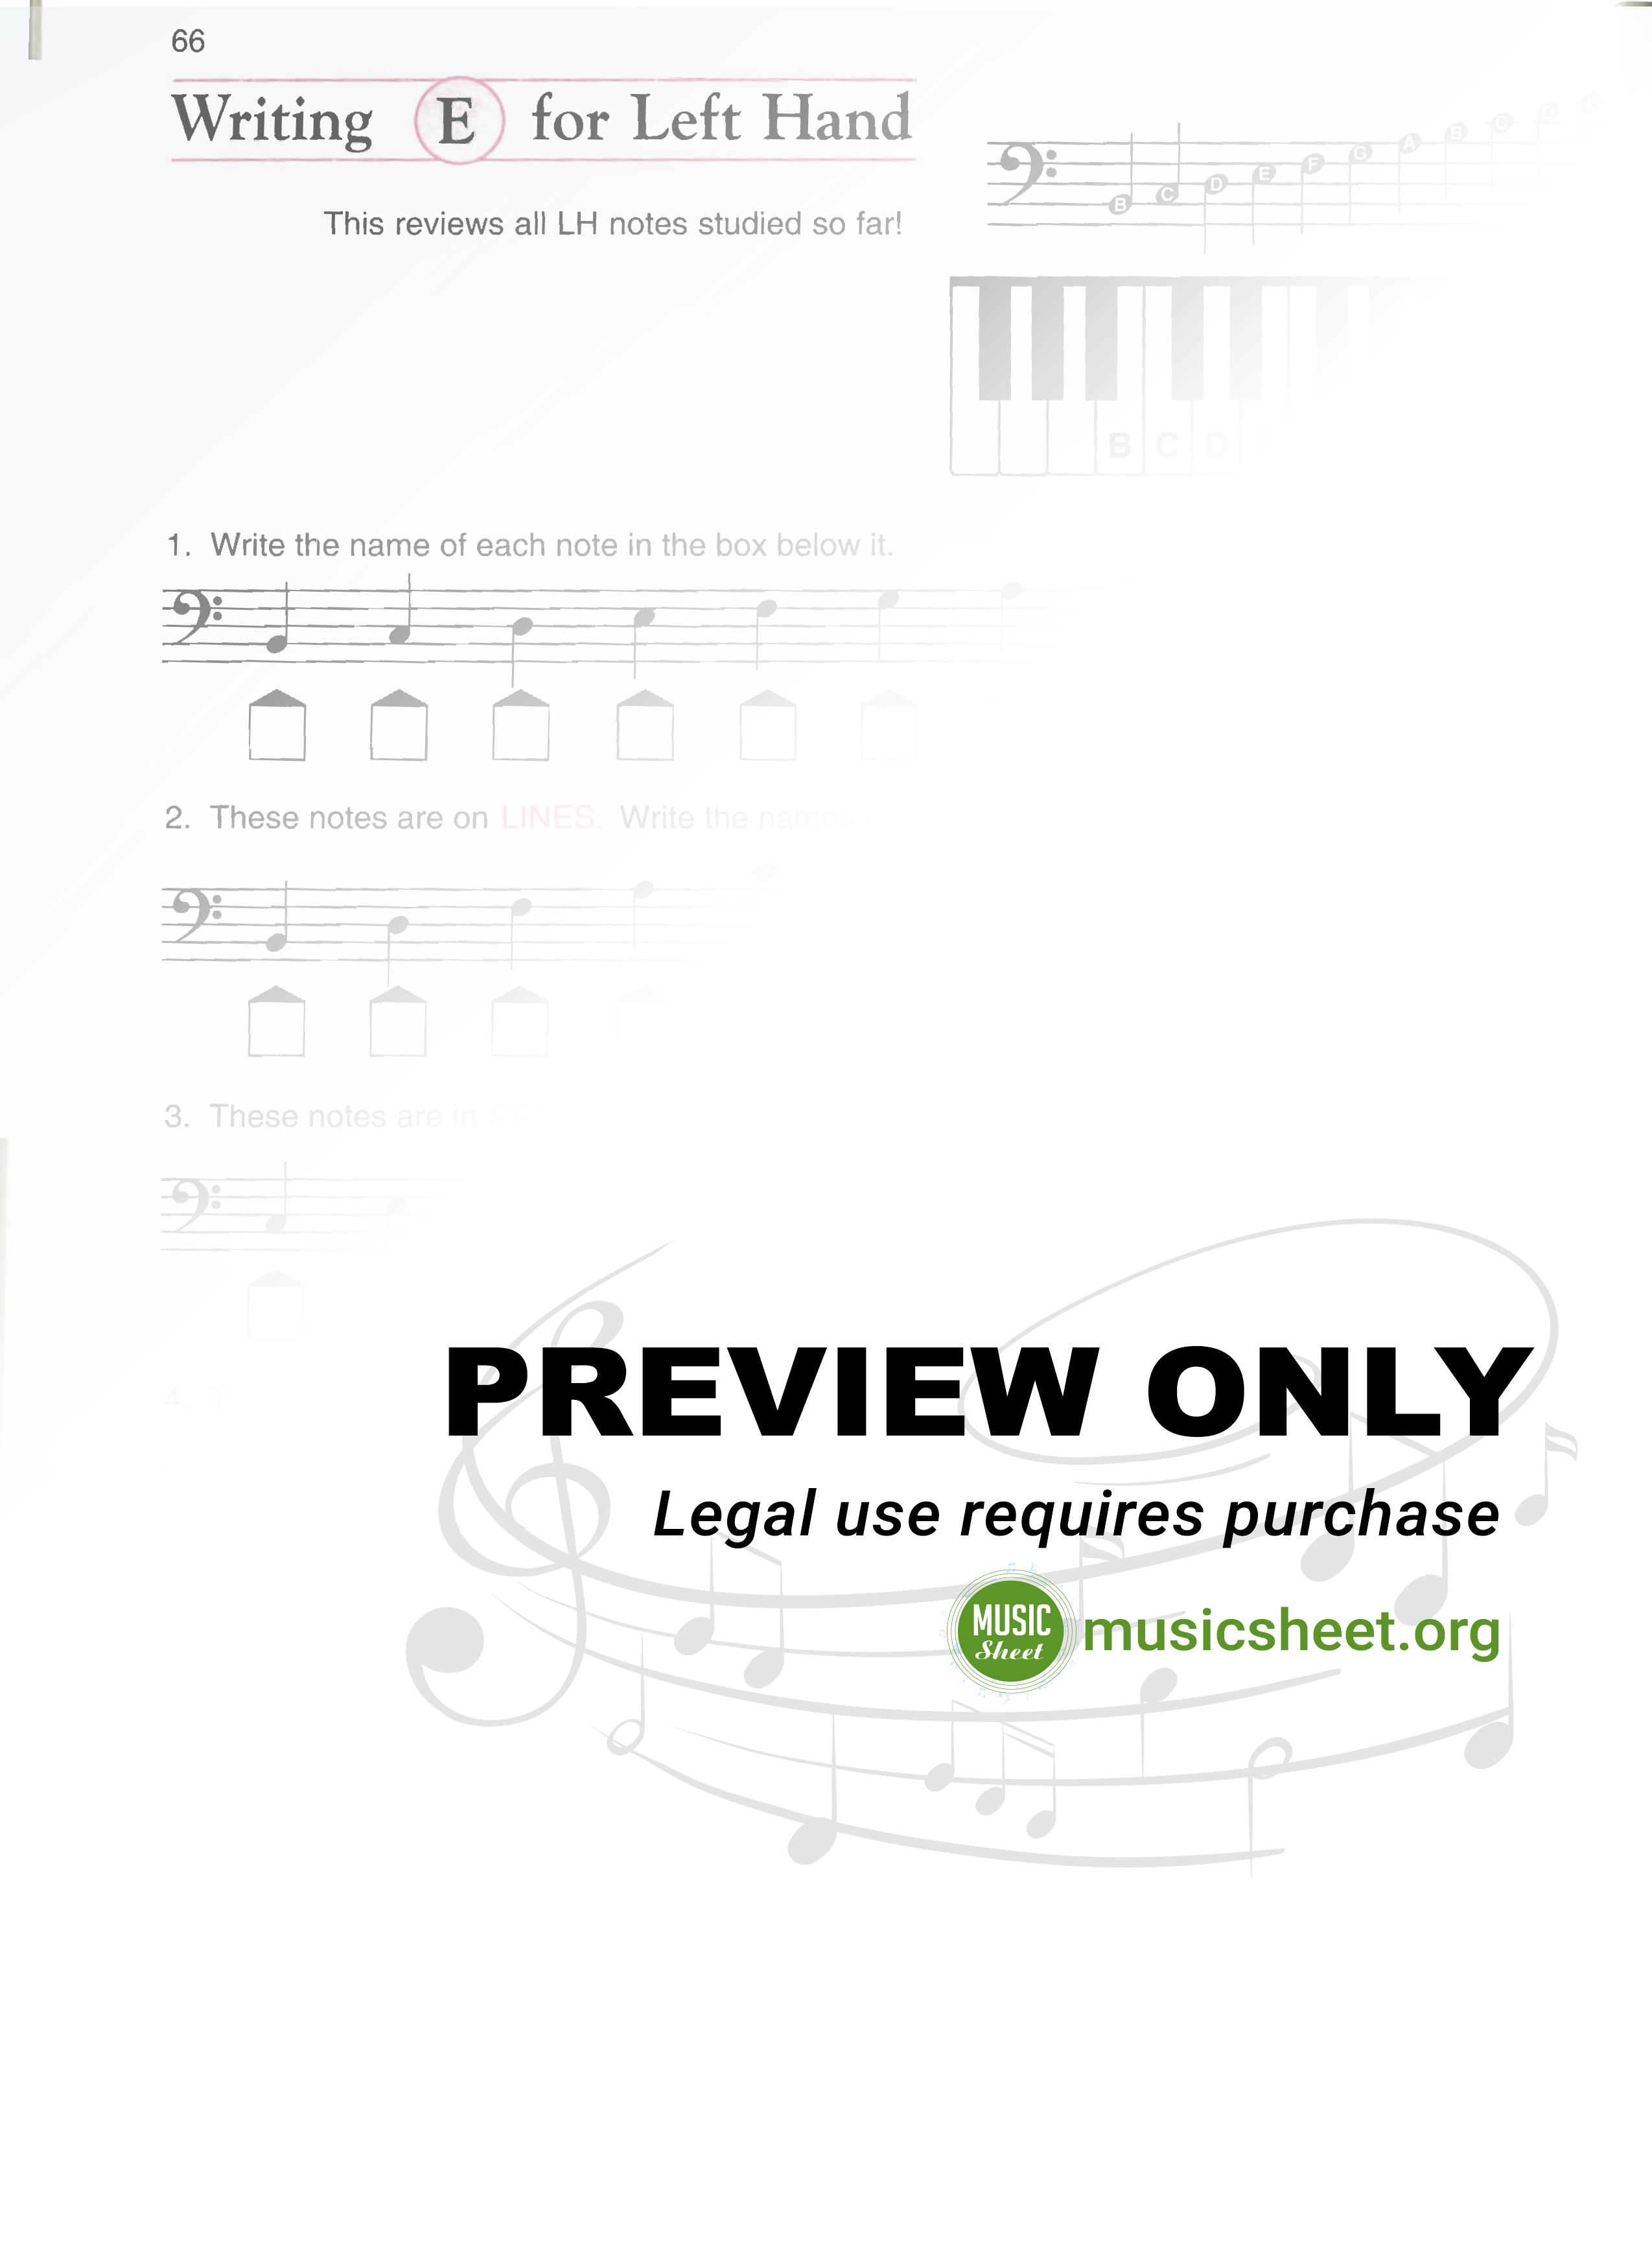 66
Writing E for Left Hand
This reviews all LH notes studied so far!
B C D E F G A B C D E
B C D
1. Write the name of each note in the box below it.
2. These notes are on LINES. Write the names
3. These notes are in
4.
PREVIEW ONLY
Legal use requires purchase
MUSIC
Sheet
musicsheet.org